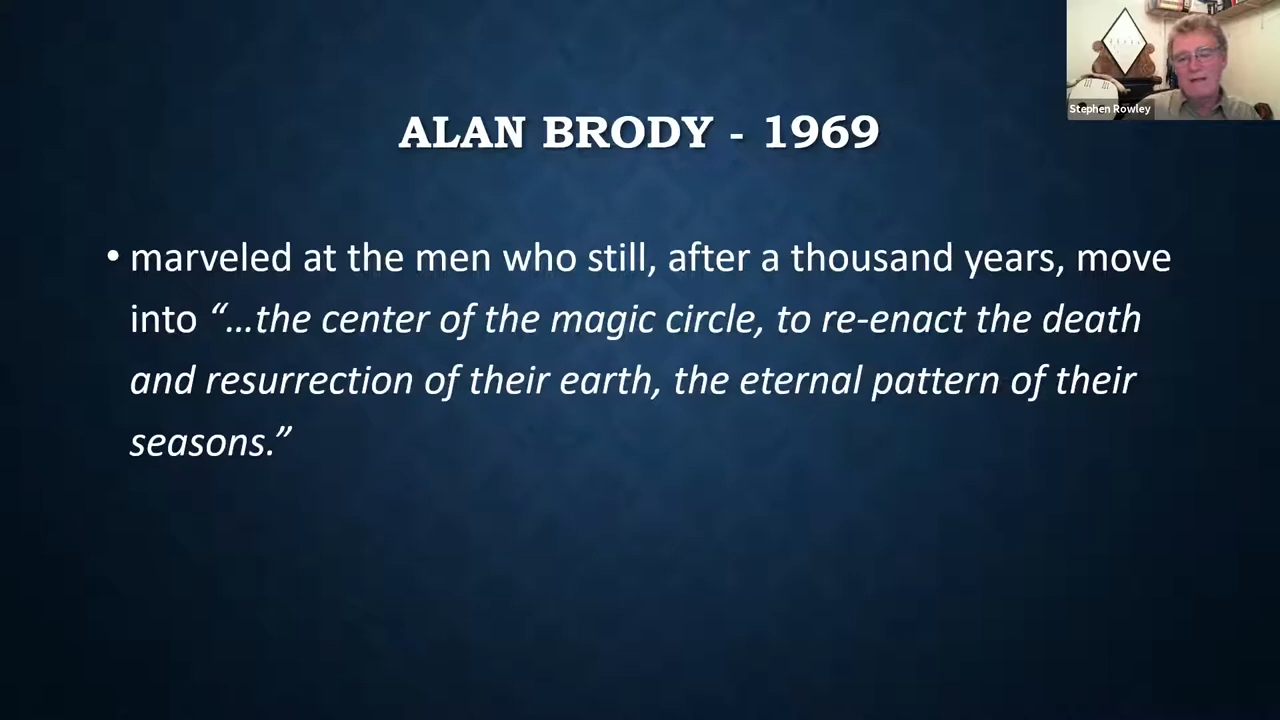 Stephen Rowley
ALAN BRODY - 1969
• marveled at the men who still, after a thousand years, move
into “…the center of the magic circle, to re-enact the death
and resurrection of their earth, the eternal pattern of their
seasons.”